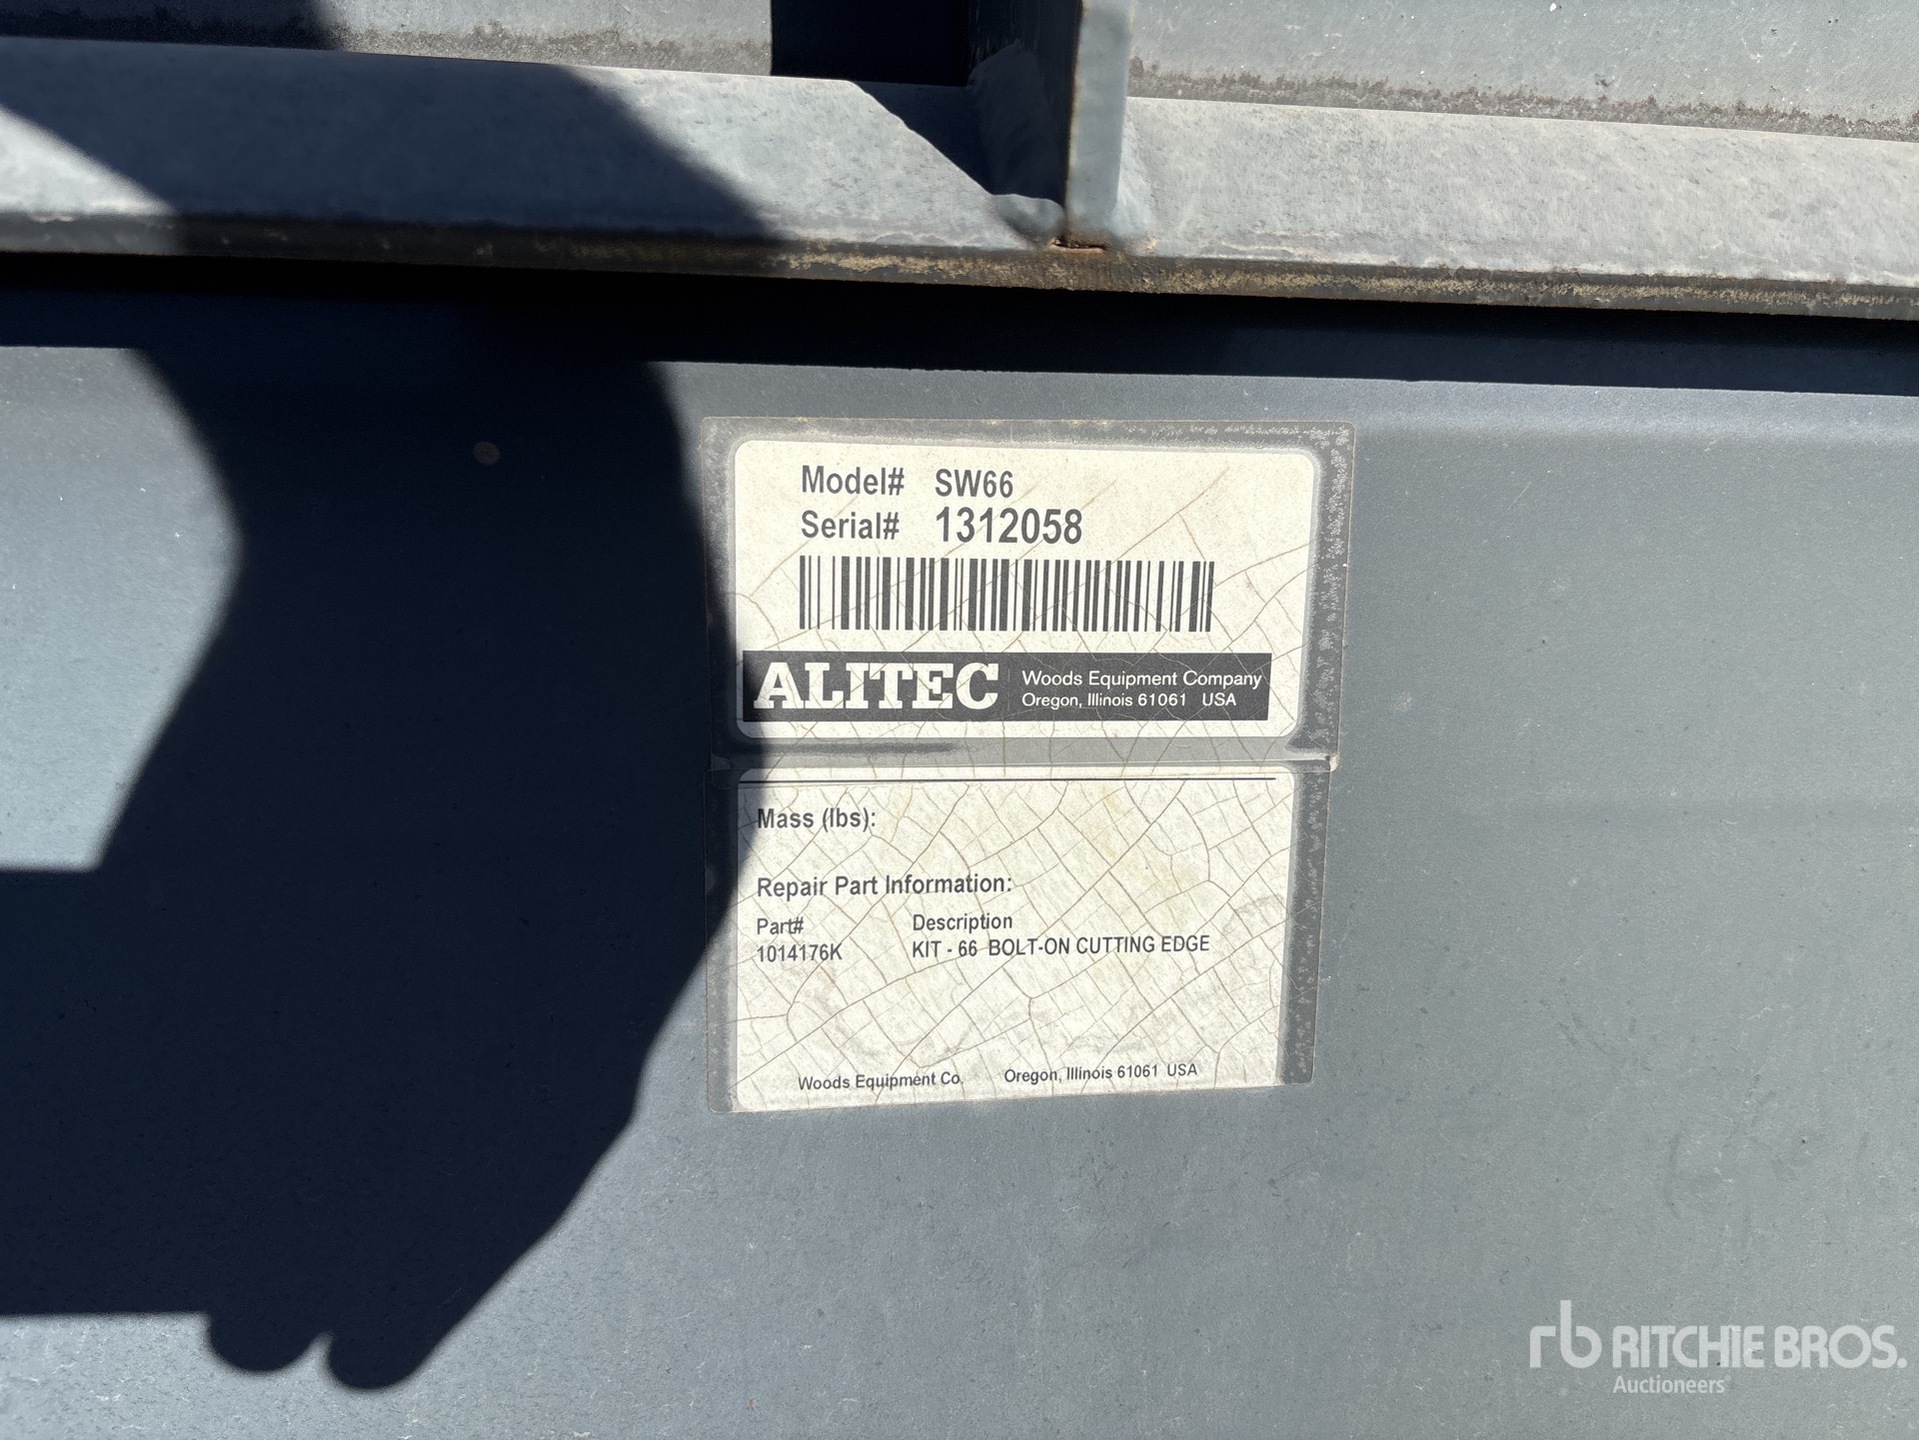 Model# SW66
Serial# 1312058
ALITEC Woods Equipment Company
Oregon, Illinois 61061 USA
Mass (lbs):
Repair Part Information:
Part# Description
1014176K KIT - 66 BOLT-ON CUTTING EDGE
Woods Equipment Co. Oregon, Illinois 61061 USA
rb RITCHIE BROS.
Auctioneers